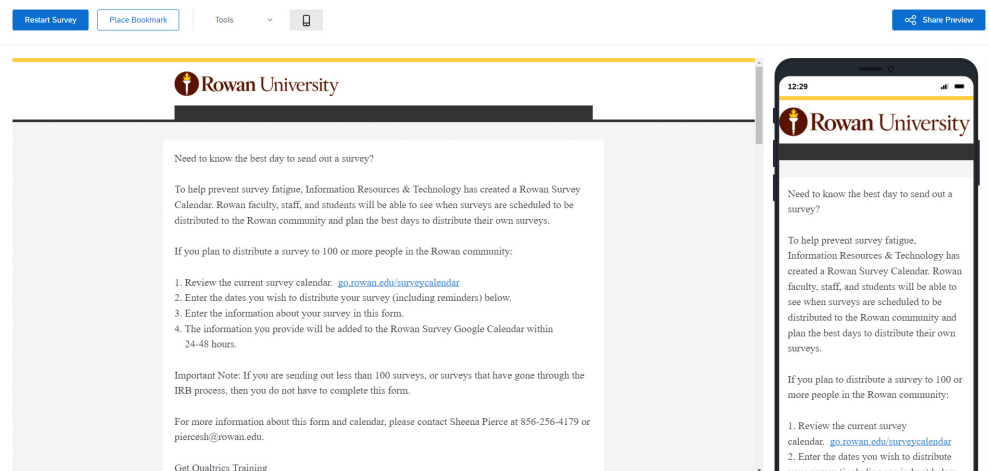 Restart Survey
Place Bookmark
Tools
Share Preview
Rowan University
Need to know the best day to send out a survey?
To help prevent survey fatigue, Information Resources & Technology has created a Rowan Survey
Calendar. Rowan faculty, staff, and students will be able to see when surveys are scheduled to be
distributed to the Rowan community and plan the best days to distribute their own surveys.
If you plan to distribute a survey to 100 or more people in the Rowan community:
1. Review the current survey calendar. go.rowan.edu/surveycalendar
2. Enter the dates you wish to distribute your survey (including reminders) below.
3. Enter the information about your survey in this form.
4. The information you provide will be added to the Rowan Survey Google Calendar within
24-48 hours.
Important Note: If you are sending out less than 100 surveys, or surveys that have gone through the
IRB process, then you do not have to complete this form.
For more information about this form and calendar, please contact Sheena Pierce at 856-256-4179 or
piercesh@rowan.edu.
Get Qualtrics Training
12:29
Rowan University
Need to know the best day to send out a
survey?
To help prevent survey fatigue,
Information Resources & Technology has
created a Rowan Survey Calendar. Rowan
faculty, staff, and students will be able to
see when surveys are scheduled to be
distributed to the Rowan community and
plan the best days to distribute their own
surveys.
If you plan to distribute a survey to 100 or
more people in the Rowan community:
1. Review the current survey
calendar. go.rowan.edu/surveycalendar
2. Enter the dates you wish to distribute
your survey (including reminders) below.